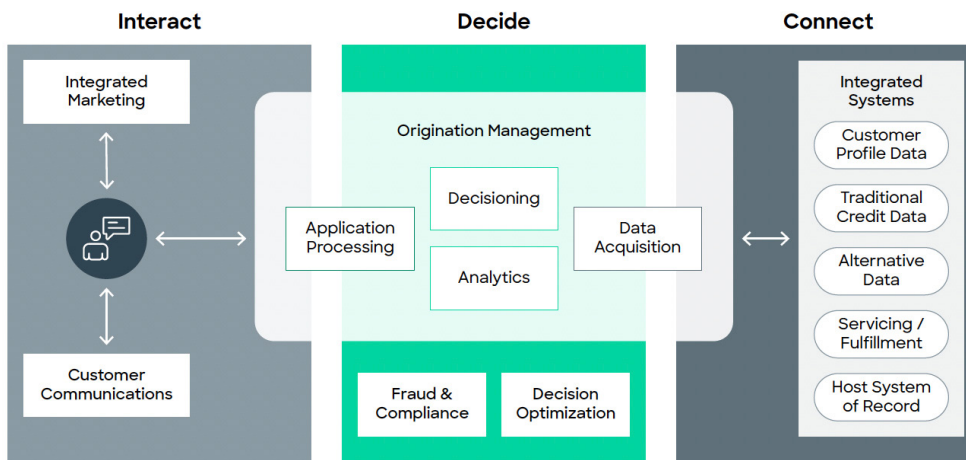 Interact
Decide
Connect
Integrated
Marketing
Customer
Communications
Origination Management
Application
Processing
Decisioning
Analytics
Data
Acquisition
Fraud &
Compliance
Decision
Optimization
Integrated
Systems
Customer
Profile Data
Traditional
Credit Data
Alternative
Data
Servicing /
Fulfillment
Host System
of Record